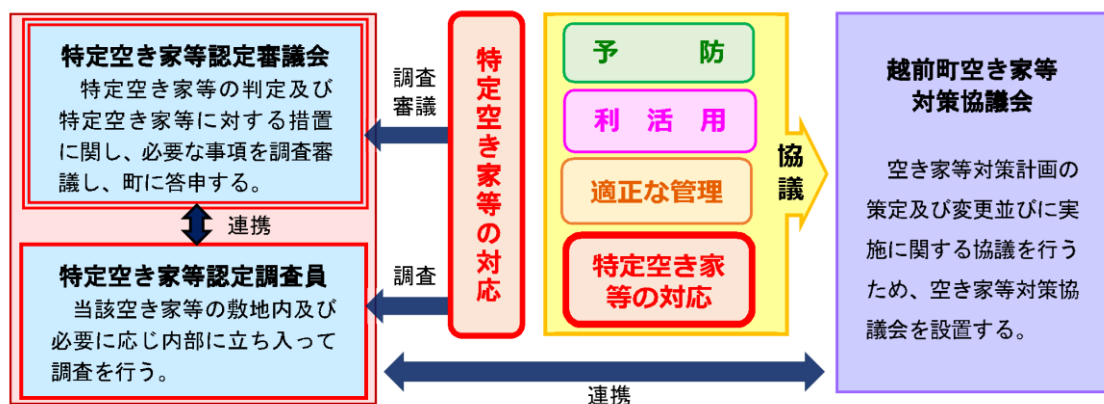 特定空き家等認定審議会
特定空き家等の判定及び
特定空き家等に対する措置
に関し、必要な事項を調査審
議し、町に答申する。
連携
特定空き家等認定調査員
当該空き家等の敷地内及び
必要に応じ内部に立ち入って
調査を行う。
調査
審議
調査
特定空き家等の対応
予防
利活用
適正な管理
特定空き家
等の対応
協議
連携
越前町空き家等
対策協議会
空き家等対策計画の
策定及び変更並びに実
施に関する協議を行う
ため、空き家等対策協
議会を設置する。